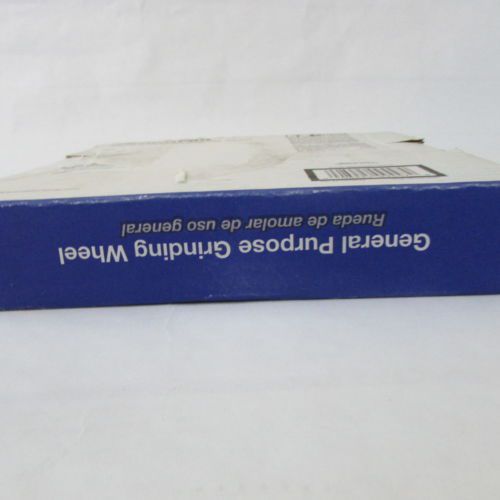 General Purpose Grinding Wheel
Rueda de amolar de uso general